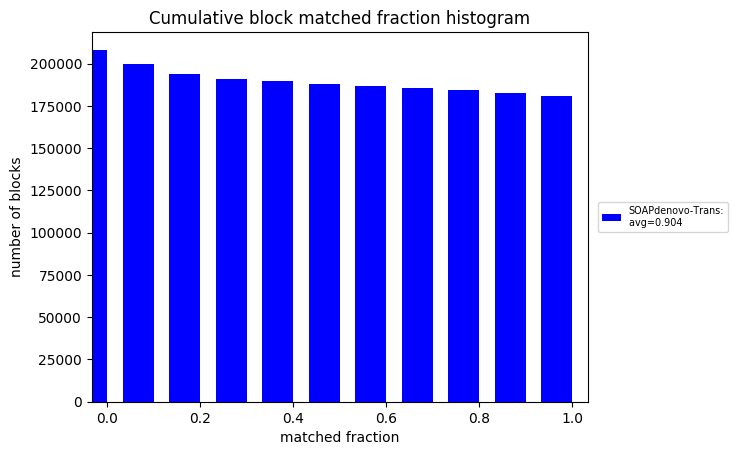 Cumulative block matched fraction histogram
number of blocks
200000
175000
150000
125000
100000
75000
50000
25000
0
0.0 0.2 0.4 0.6 0.8 1.0
matched fraction
SOAPdenovo-Trans:
avg=0.904